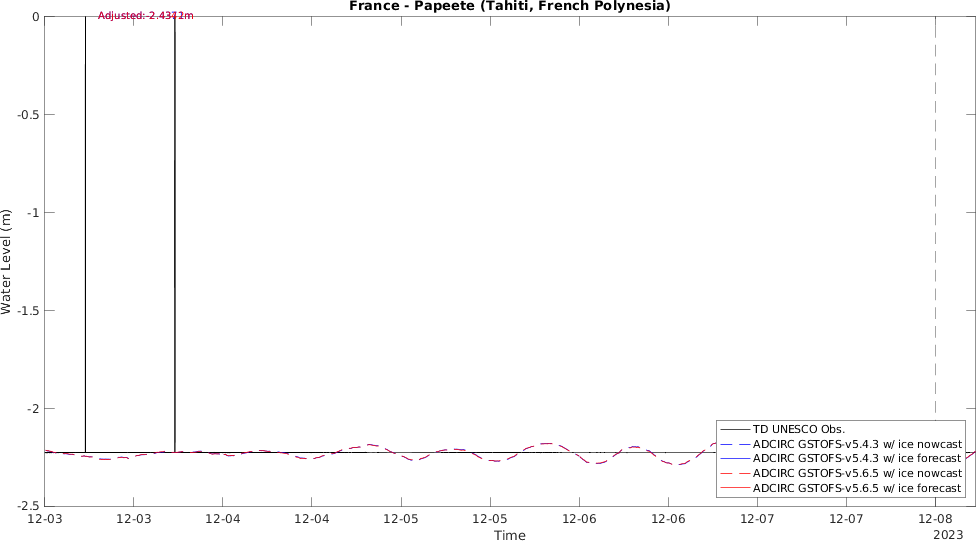 France - Papeete (Tahiti, French Polynesia)
0
-0.5
-1
-1.5
-2
-2.5
Water Level (m)
12-03
12-03
12-04
12-04
12-05
12-05
12-06
12-06
12-07
12-07
12-08
2023
Time
TD UNESCO Obs.
ADCIRC GSTOFS-v5.4.3 w/ ice nowcast
ADCIRC GSTOFS-v5.4.3 w/ ice forecast
ADCIRC GSTOFS-v5.6.5 w/ ice nowcast
ADCIRC GSTOFS-v5.6.5 w/ ice forecast
Adjusted: